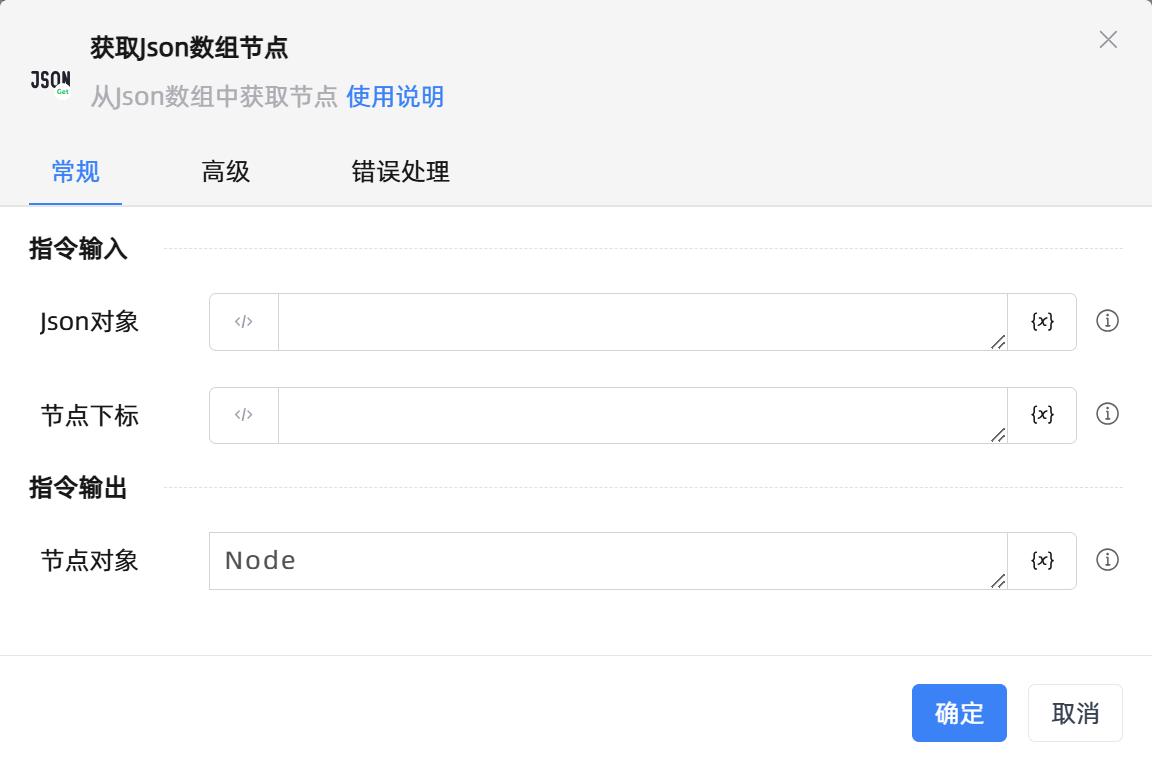 获取Json数组节点
JSON
Get
从Json数组中获取节点 使用说明
常规 高级 错误处理
指令输入
Json对象 </> {x}
节点下标 </> {x}
指令输出
节点对象 Node {x}
确定 取消